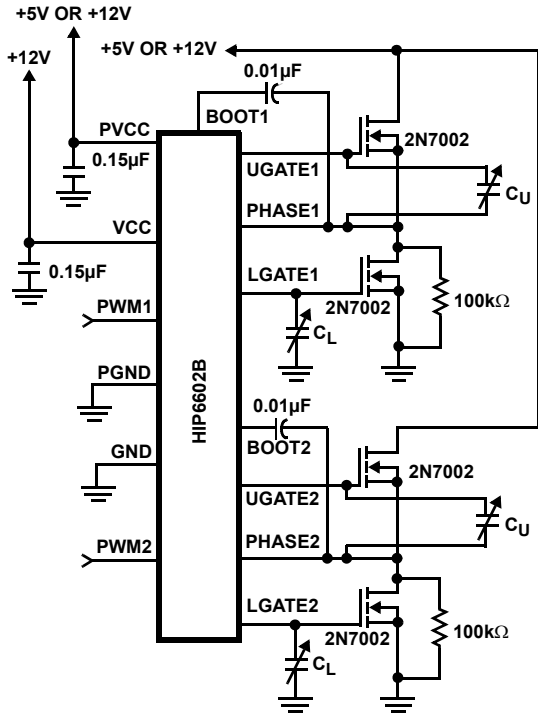 +5V OR +12V
+12V
+5V OR +12V
0.01µF
BOOT1
PVCC
2N7002
0.15µF
UGATE1
CU
PHASE1
VCC
LGATE1
0.15µF
2N7002
100kΩ
PWM1
CL
PGND
HIP6602B
0.01µF
GND
BOOT2
2N7002
UGATE2
CU
PWM2
PHASE2
LGATE2
2N7002
100kΩ
CL